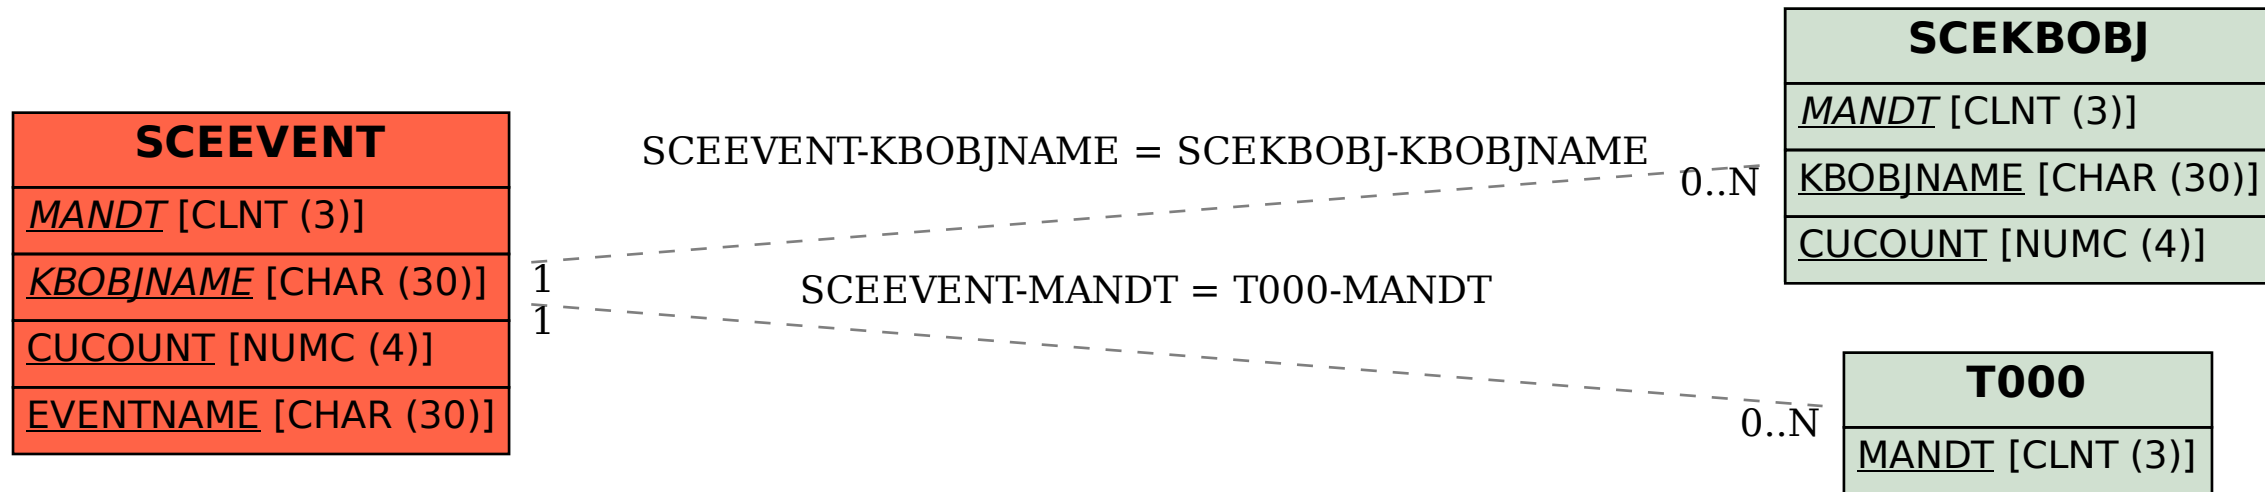 SCEEVENT
MANDT [CLNT (3)]
KBOBJNAME [CHAR (30)]
CUCOUNT [NUMC (4)]
EVENTNAME [CHAR (30)]
SCEEVENT-KBOBJNAME = SCEKBOBJ-KBOBJNAME
0..N
1
SCEEVENT-MANDT = T000-MANDT
1
0..N
SCEKBOBJ
MANDT [CLNT (3)]
KBOBJNAME [CHAR (30)]
CUCOUNT [NUMC (4)]
T000
MANDT [CLNT (3)]